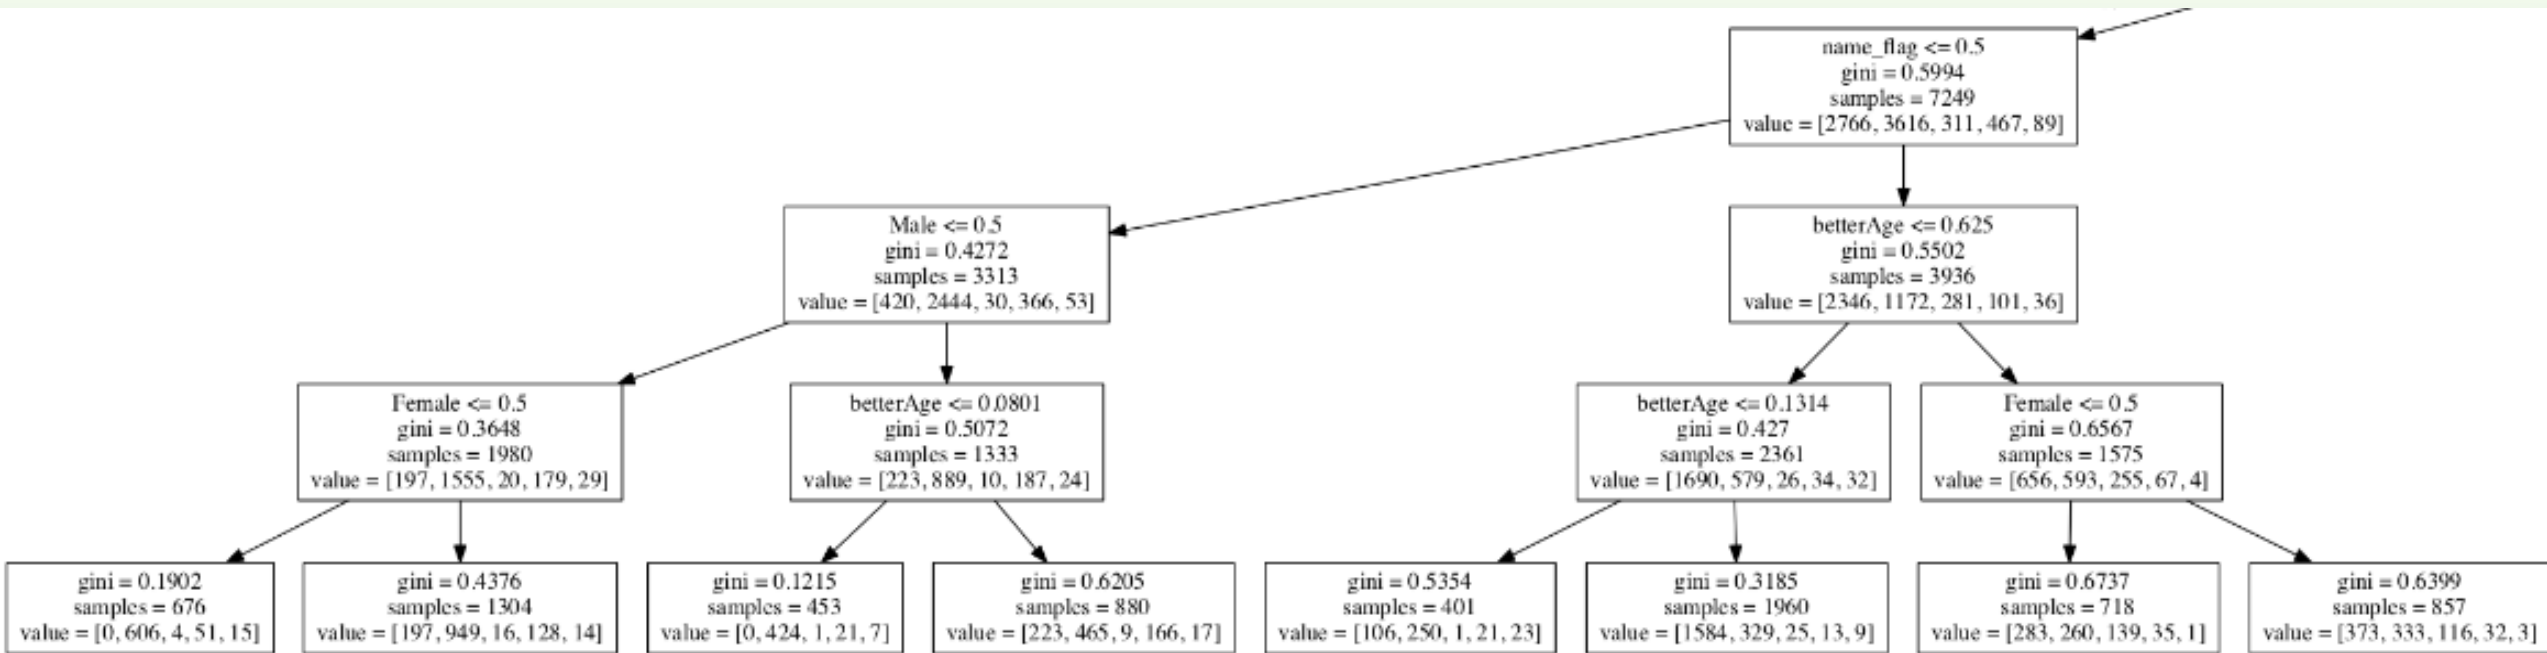 name_flag <= 0.5
gini = 0.5994
samples = 7249
value = [2766, 3616, 311, 467, 89]
Male <= 0.5
gini = 0.4272
samples = 3313
value = [420, 2444, 30, 366, 53]
betterAge <= 0.625
gini = 0.5502
samples = 3936
value = [2346, 1172, 281, 101, 36]
Female <= 0.5
gini = 0.3648
samples = 1980
value = [197, 1555, 20, 179, 29]
betterAge <= 0.0801
gini = 0.5072
samples = 1333
value = [223, 889, 10, 187, 24]
betterAge <= 0.1314
gini = 0.427
samples = 2361
value = [1690, 579, 26, 34, 32]
Female <= 0.5
gini = 0.6567
samples = 1575
value = [656, 593, 255, 67, 4]
gini = 0.1902
samples = 676
value = [0, 606, 4, 51, 15]
gini = 0.4376
samples = 1304
value = [197, 949, 16, 128, 14]
gini = 0.1215
samples = 453
value = [0, 424, 1, 21, 7]
gini = 0.6205
samples = 880
value = [223, 465, 9, 166, 17]
gini = 0.5354
samples = 401
value = [106, 250, 1, 21, 23]
gini = 0.3185
samples = 1960
value = [1584, 329, 25, 13, 9]
gini = 0.6737
samples = 718
value = [283, 260, 139, 35, 1]
gini = 0.6399
samples = 857
value = [373, 333, 116, 32, 3]